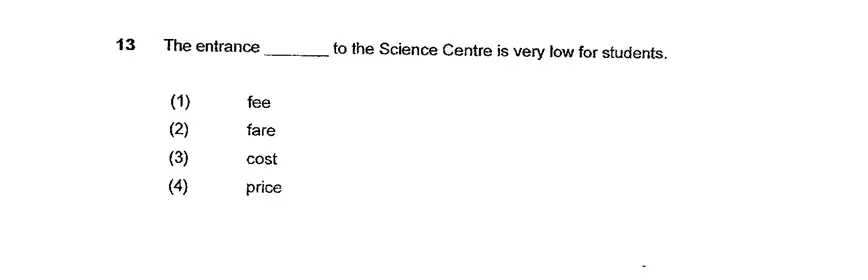 13 The entrance _______ to the Science Centre is very low for students.
(1) fee
(2) fare
(3) cost
(4) price